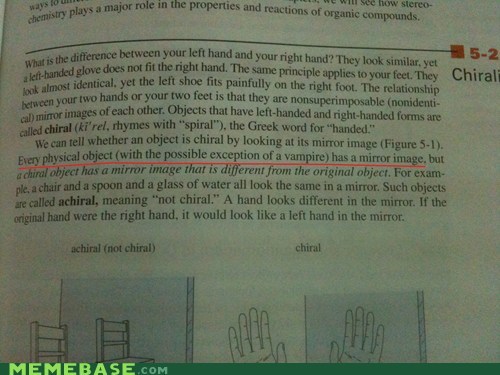 ways to
we will see how stereo-
chemistry plays a major role in the properties and reactions of organic compounds.
What is the difference between your left hand and your right hand? They look similar, yet
a left-handed glove does not fit the right hand. The same principle applies to your feet. They
look almost identical, yet the left shoe fits painfully on the right foot. The relationship
between your two hands or your two feet is that they are nonsuperimposable (nonidenti-
cal) mirror images of each other. Objects that have left-handed and right-handed forms are
called chiral (kī′rel, rhymes with “spiral”), the Greek word for “handed.”
We can tell whether an object is chiral by looking at its mirror image (Figure 5-1).
Every physical object (with the possible exception of a vampire) has a mirror image, but
a chiral object has a mirror image that is different from the original object. For exam-
ple, a chair and a spoon and a glass of water all look the same in a mirror. Such objects
are called achiral, meaning “not chiral.” A hand looks different in the mirror. If the
original hand were the right hand, it would look like a left hand in the mirror.
5-2
Chirali
achiral (not chiral)
chiral
MEMEBASE.com